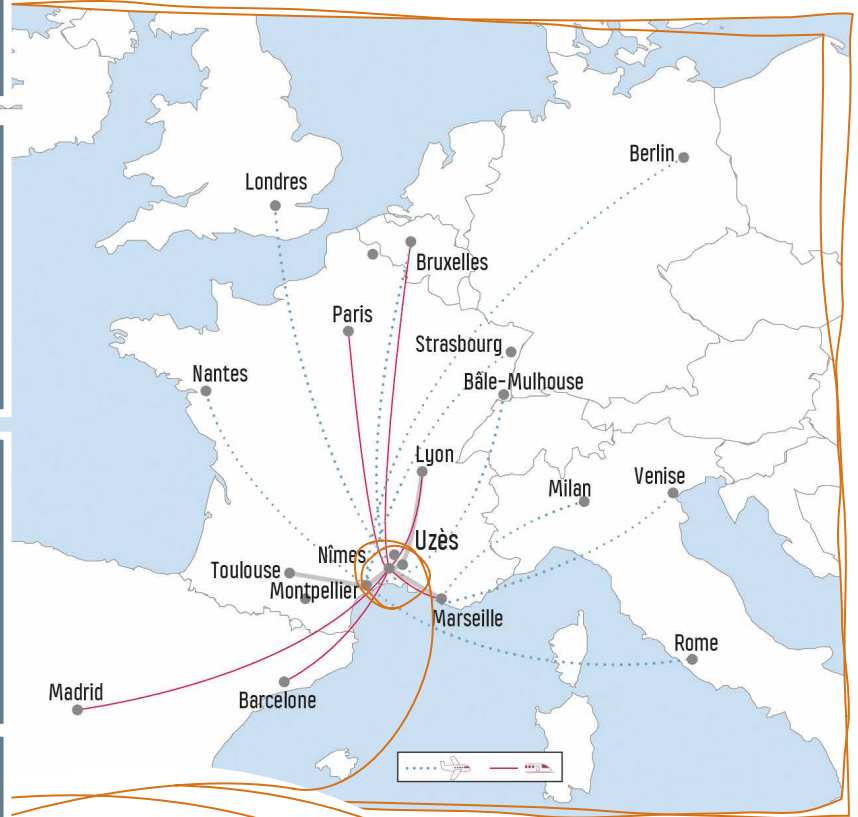 Berlin
Londres
Bruxelles
Paris
Strasbourg
Nantes
Bâle-Mulhouse
Lyon
Milan
Venise
Uzès
Nîmes
Toulouse
Montpellier
Marseille
Rome
Madrid
Barcelone